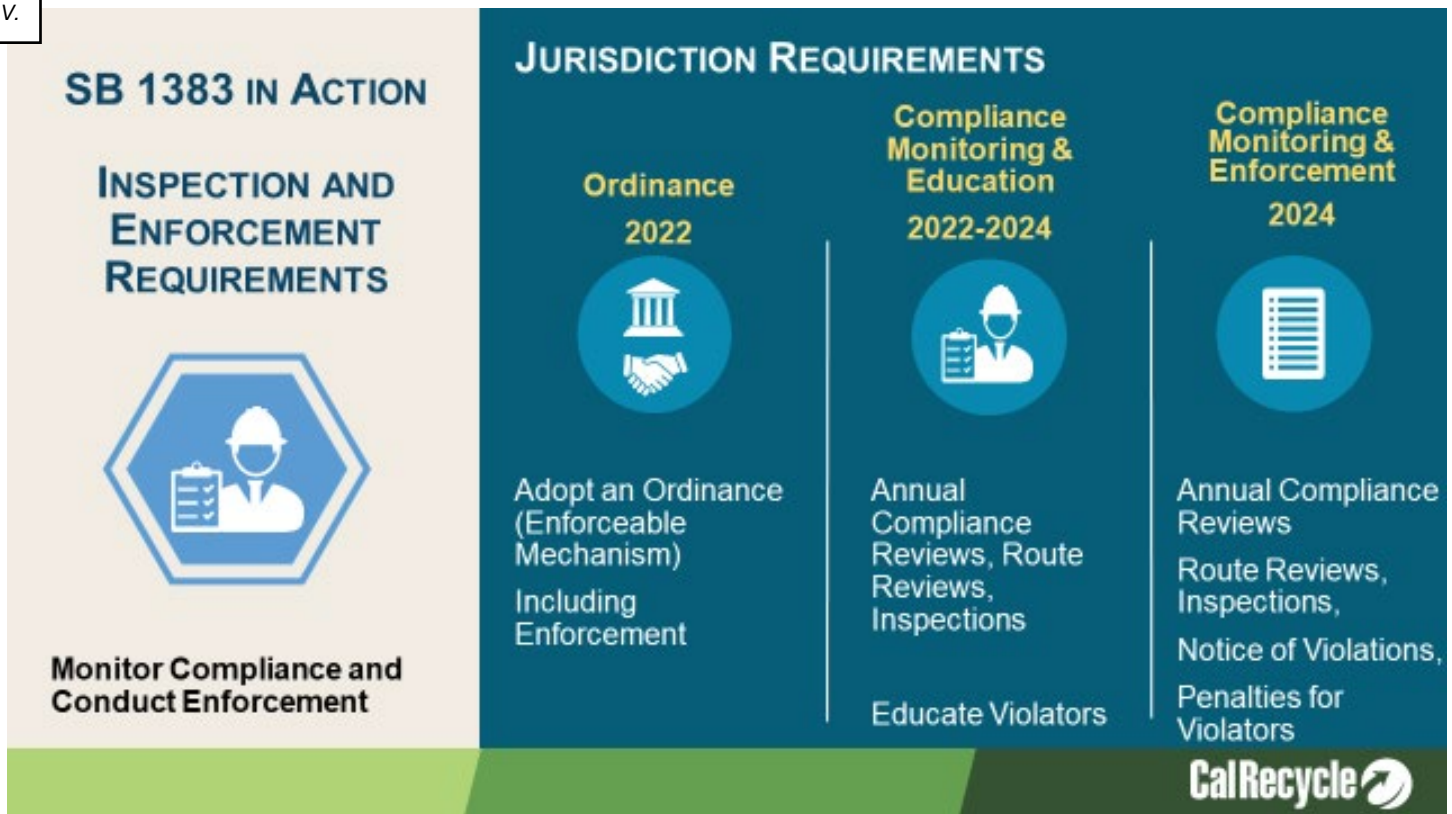 V.
SB 1383 IN ACTION
INSPECTION AND
ENFORCEMENT
REQUIREMENTS
Monitor Compliance and
Conduct Enforcement
JURISDICTION REQUIREMENTS
Ordinance
2022
Adopt an Ordinance
(Enforceable
Mechanism)
Including
Enforcement
Compliance
Monitoring &
Education
2022-2024
Annual
Compliance
Reviews, Route
Reviews,
Inspections
Educate Violators
Compliance
Monitoring &
Enforcement
2024
Annual Compliance
Reviews
Route Reviews,
Inspections,
Notice of Violations,
Penalties for
Violators
CalRecycle